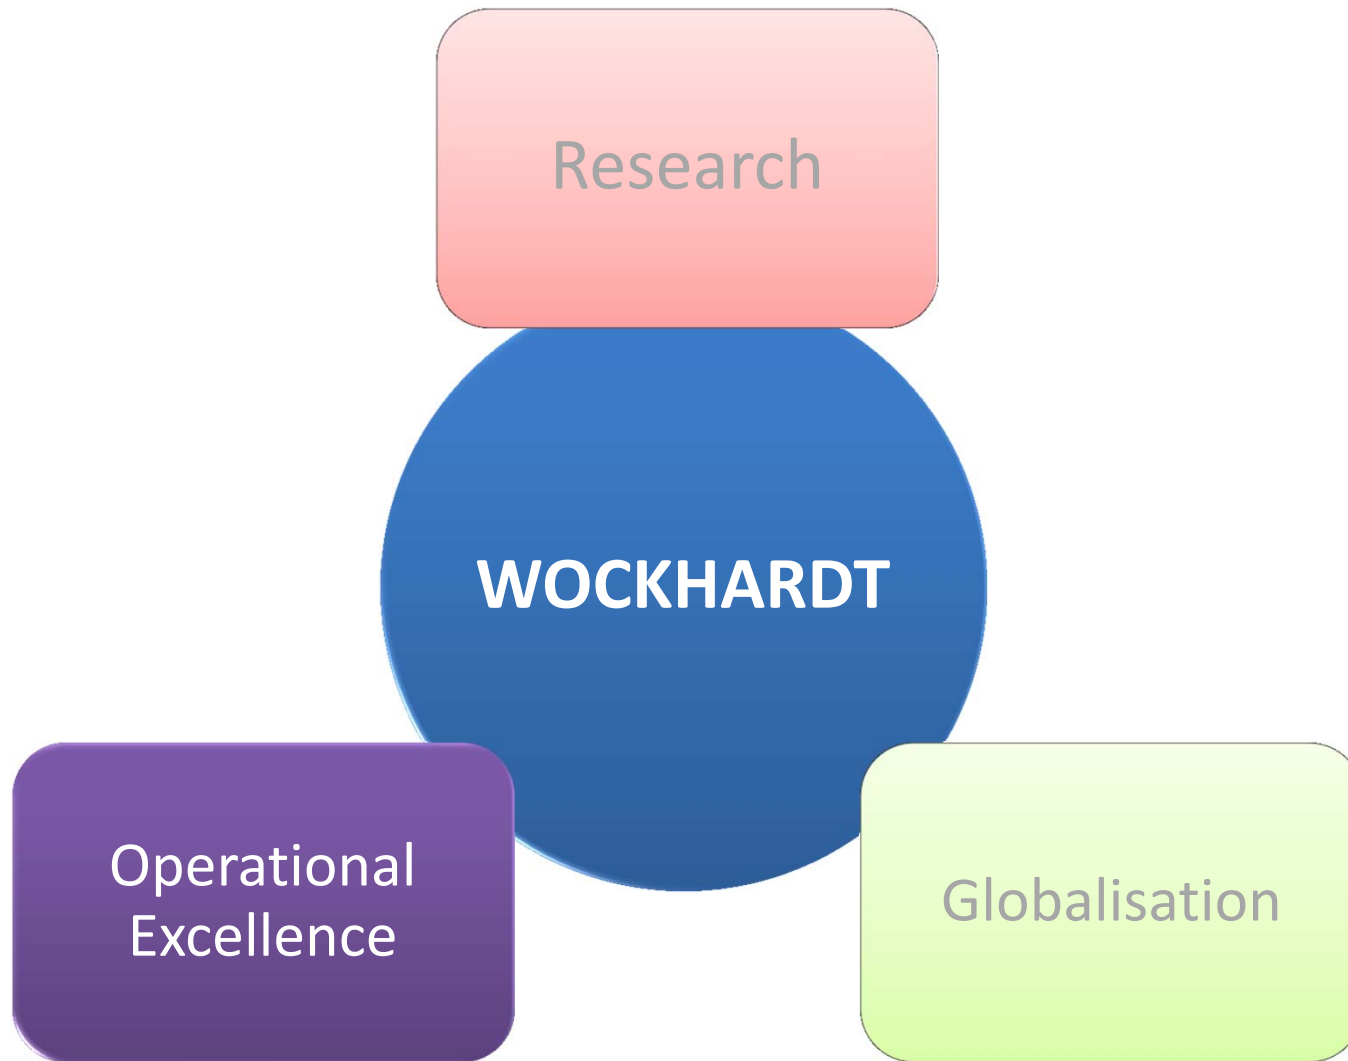 Research
WOCKHARDT
Operational
Excellence
Globalisation